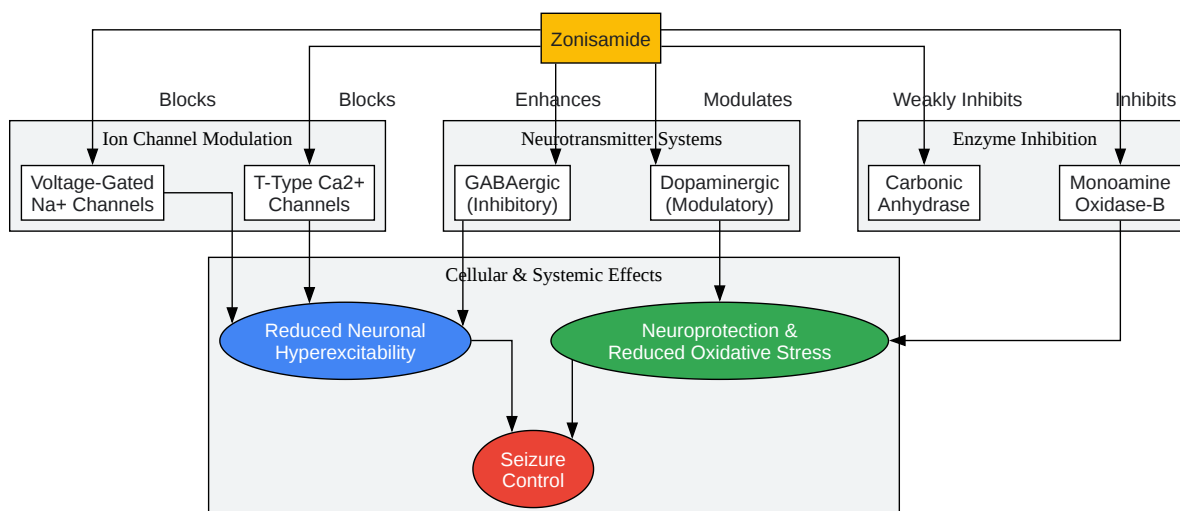 Zonisamide
Blocks
Blocks
Enhances
Modulates
Weakly Inhibits
Inhibits
Ion Channel Modulation
Neurotransmitter Systems
Enzyme Inhibition
Voltage-Gated
Na+ Channels
T-Type Ca2+
Channels
GABAergic
(Inhibitory)
Dopaminergic
(Modulatory)
Carbonic
Anhydrase
Monoamine
Oxidase-B
Cellular & Systemic Effects
Reduced Neuronal
Hyperexcitability
Neuroprotection &
Reduced Oxidative Stress
Seizure
Control